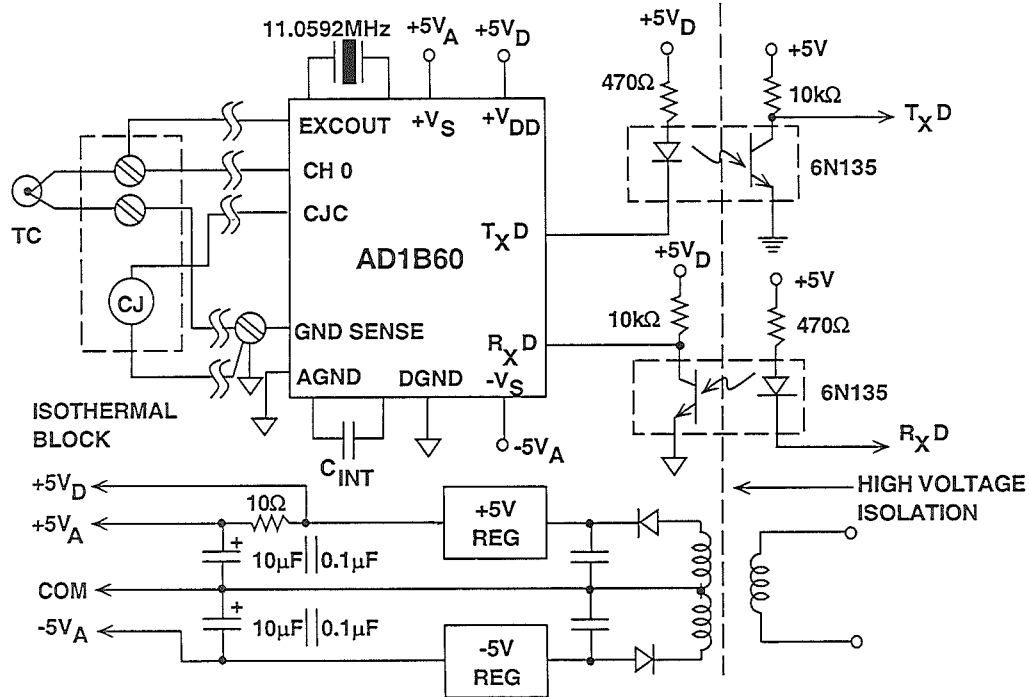 11.0592MHz
+5VA
+5VD
+5VD
+5V
470Ω
10kΩ
TXD
EXCOUT
+VS
+VDD
6N135
CH 0
CJC
TC
TXD
AD1B60
+5VD
+5V
CJ
10kΩ
470Ω
GND SENSE
RXD
AGND
DGND
-VS
6N135
ISOTHERMAL
BLOCK
CINT
-5VA
RXD
+5VD
10Ω
HIGH VOLTAGE
ISOLATION
+5VA
+5V
REG
+
10μF
0.1μF
COM
+
10μF
0.1μF
-5VA
-5V
REG